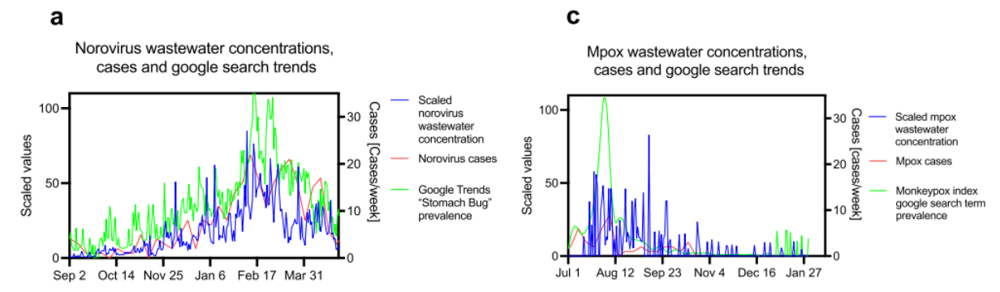 a
Norovirus wastewater concentrations,
cases and google search trends
Scaled values
100
50
0
Sep 2 Oct 14 Nov 25 Jan 6 Feb 17 Mar 31
30
20
10
0
Cases [Cases/week]
Scaled
norovirus
wastewater
concentration
Norovirus cases
Google Trends
“Stomach Bug”
prevalence
c
Mpox wastewater concentrations,
cases and google search trends
Scaled values
100
50
0
Jul 1 Aug 12 Sep 23 Nov 4 Dec 16 Jan 27
30
20
10
0
Cases [cases/week]
Scaled mpox
wastewater
concentration
Mpox cases
Monkeypox index
google search term
prevalence